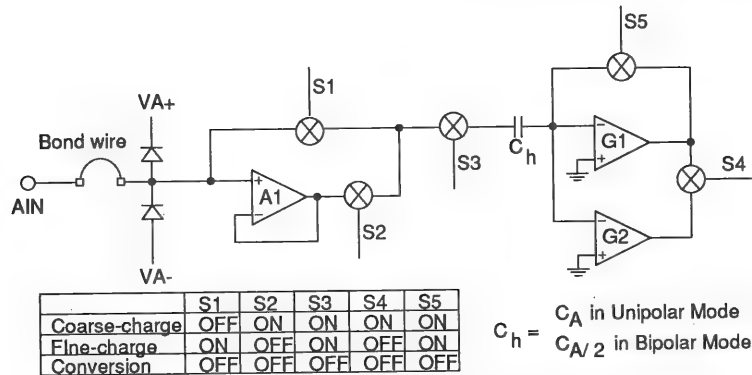 S5
S1
VA+
Bond wire
S3
Ch
G1
S4
AIN
A1
S2
G2
VA-
S1 S2 S3 S4 S5
Coarse-charge OFF ON ON ON ON
FIne-charge ON OFF ON OFF ON
Conversion OFF OFF OFF OFF OFF
Ch = CA in Unipolar Mode
CA/2 in Bipolar Mode